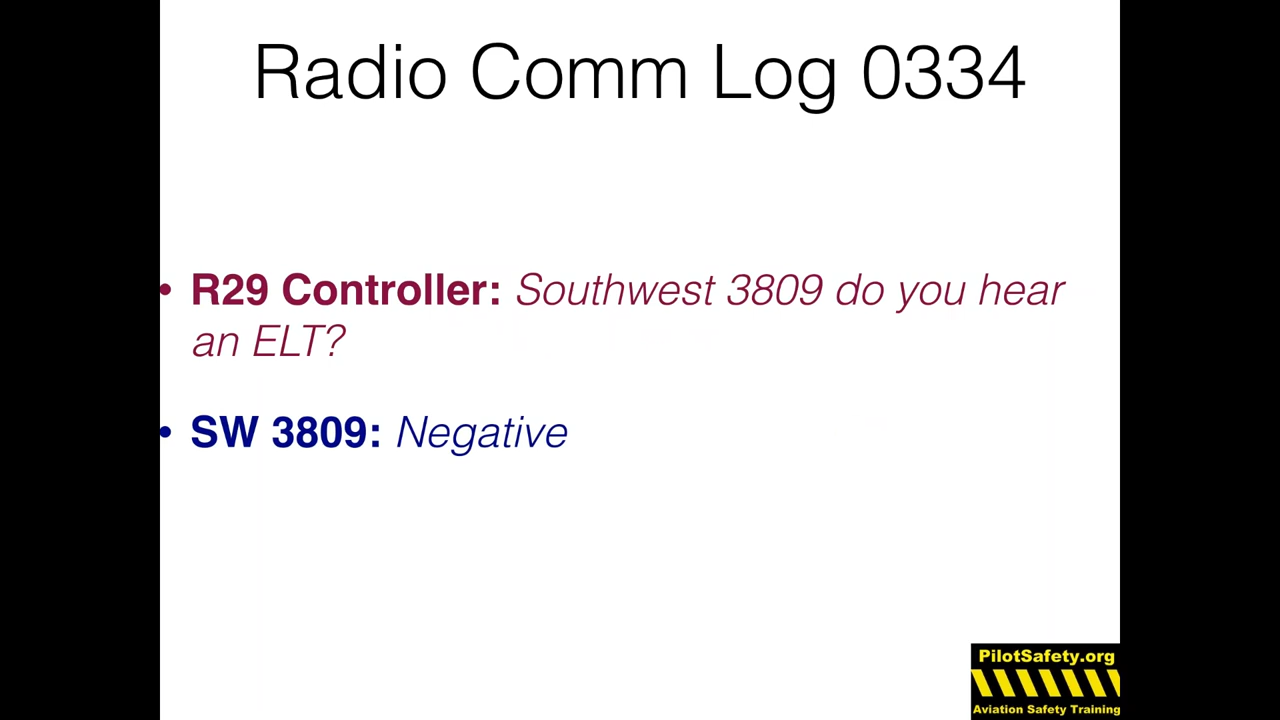 Radio Comm Log 0334
• R29 Controller: Southwest 3809 do you hear
an ELT?
• SW 3809: Negative
PilotSafety.org
Aviation Safety Training